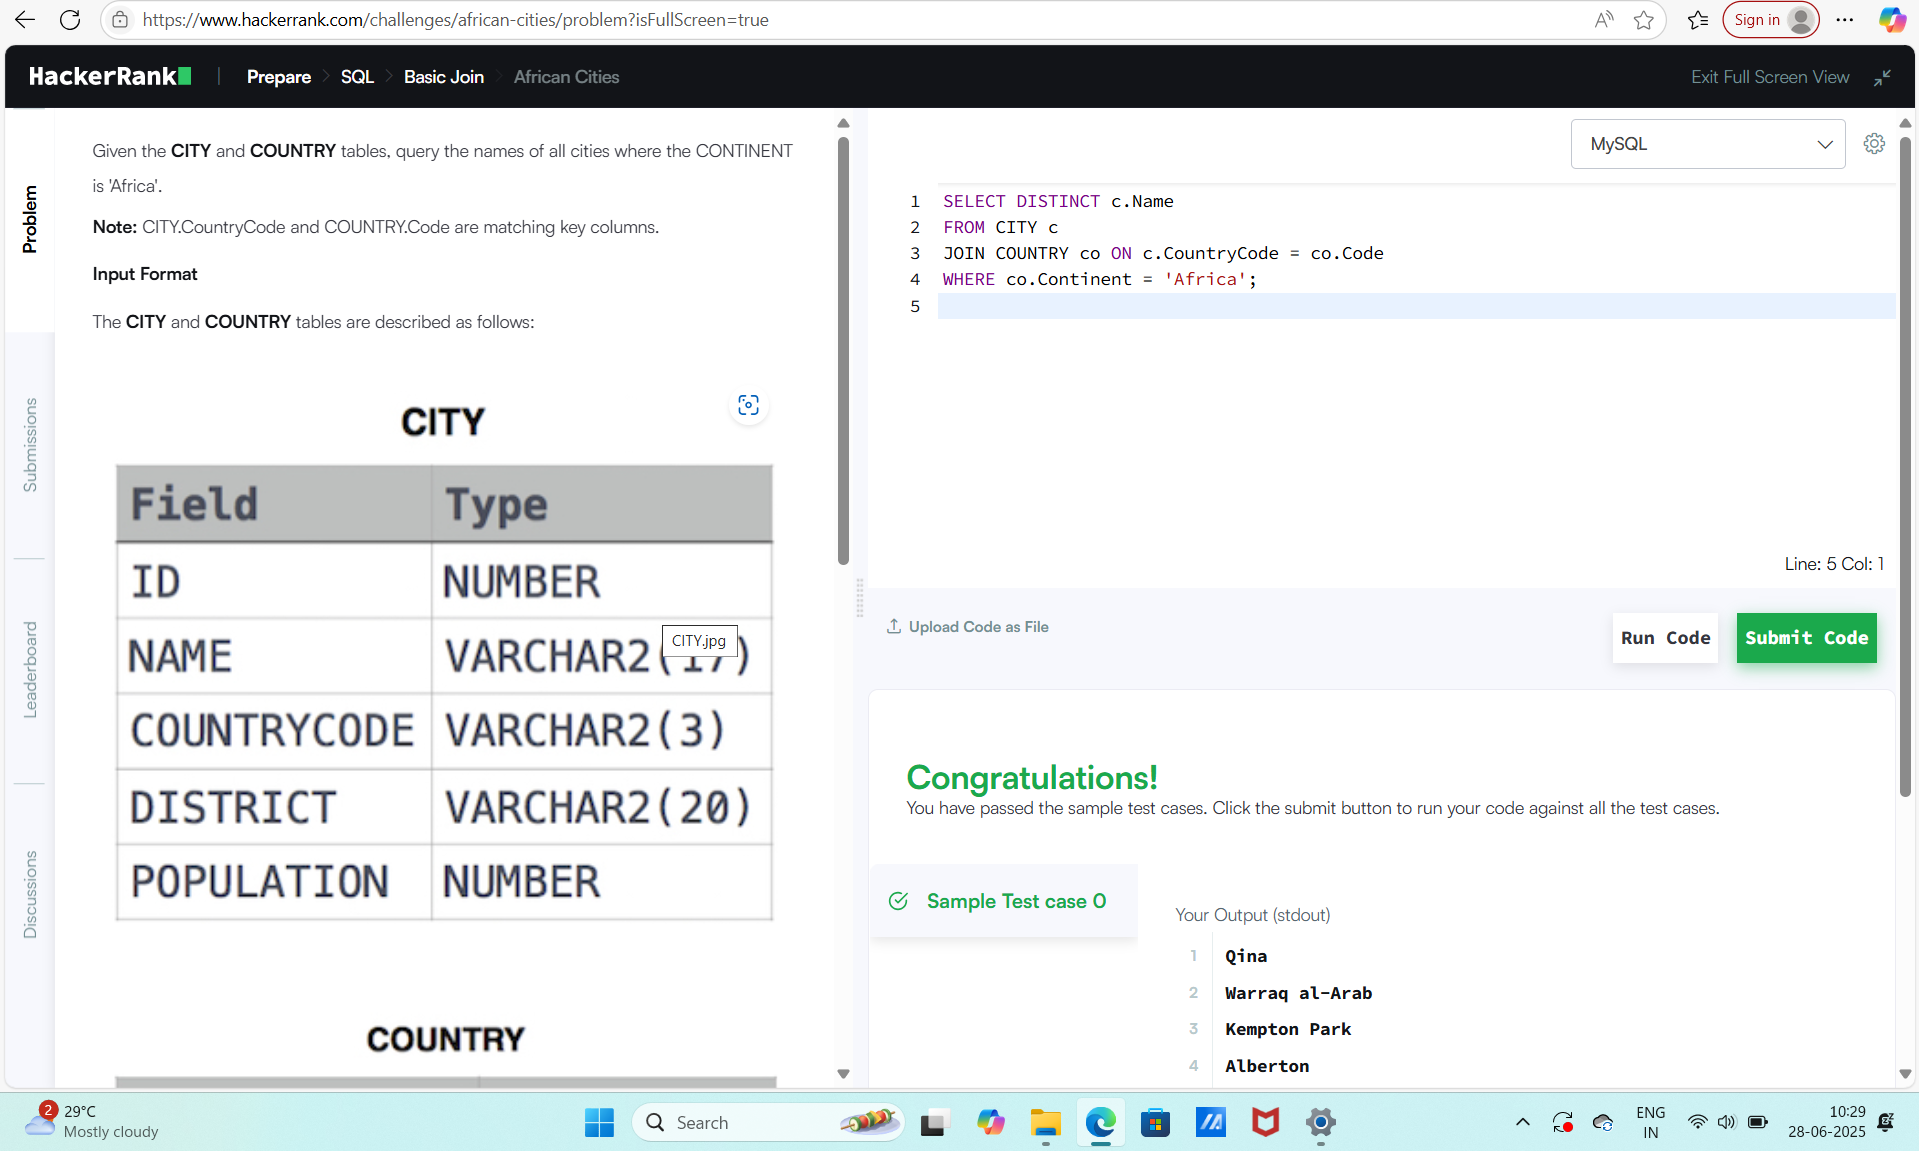 https://www.hackerrank.com/challenges/african-cities/problem?isFullScreen=true
Sign in
HackerRank
Prepare
SQL
Basic Join
African Cities
Exit Full Screen View
Problem
Submissions
Leaderboard
Discussions
Given the CITY and COUNTRY tables, query the names of all cities where the CONTINENT
is 'Africa'.
Note: CITY.CountryCode and COUNTRY.Code are matching key columns.
Input Format
The CITY and COUNTRY tables are described as follows:
CITY
Field Type
ID NUMBER
NAME VARCHAR2(17)
CITY.jpg
COUNTRYCODE VARCHAR2(3)
DISTRICT VARCHAR2(20)
POPULATION NUMBER
COUNTRY
MySQL
1 SELECT DISTINCT c.Name
2 FROM CITY c
3 JOIN COUNTRY co ON c.CountryCode = co.Code
4 WHERE co.Continent = 'Africa';
5
Line: 5 Col: 1
Upload Code as File
Run Code
Submit Code
Congratulations!
You have passed the sample test cases. Click the submit button to run your code against all the test cases.
Sample Test case 0
Your Output (stdout)
1 Qina
2 Warraq al-Arab
3 Kempton Park
4 Alberton
2
29°C
Mostly cloudy
Search
ENG
IN
10:29
28-06-2025